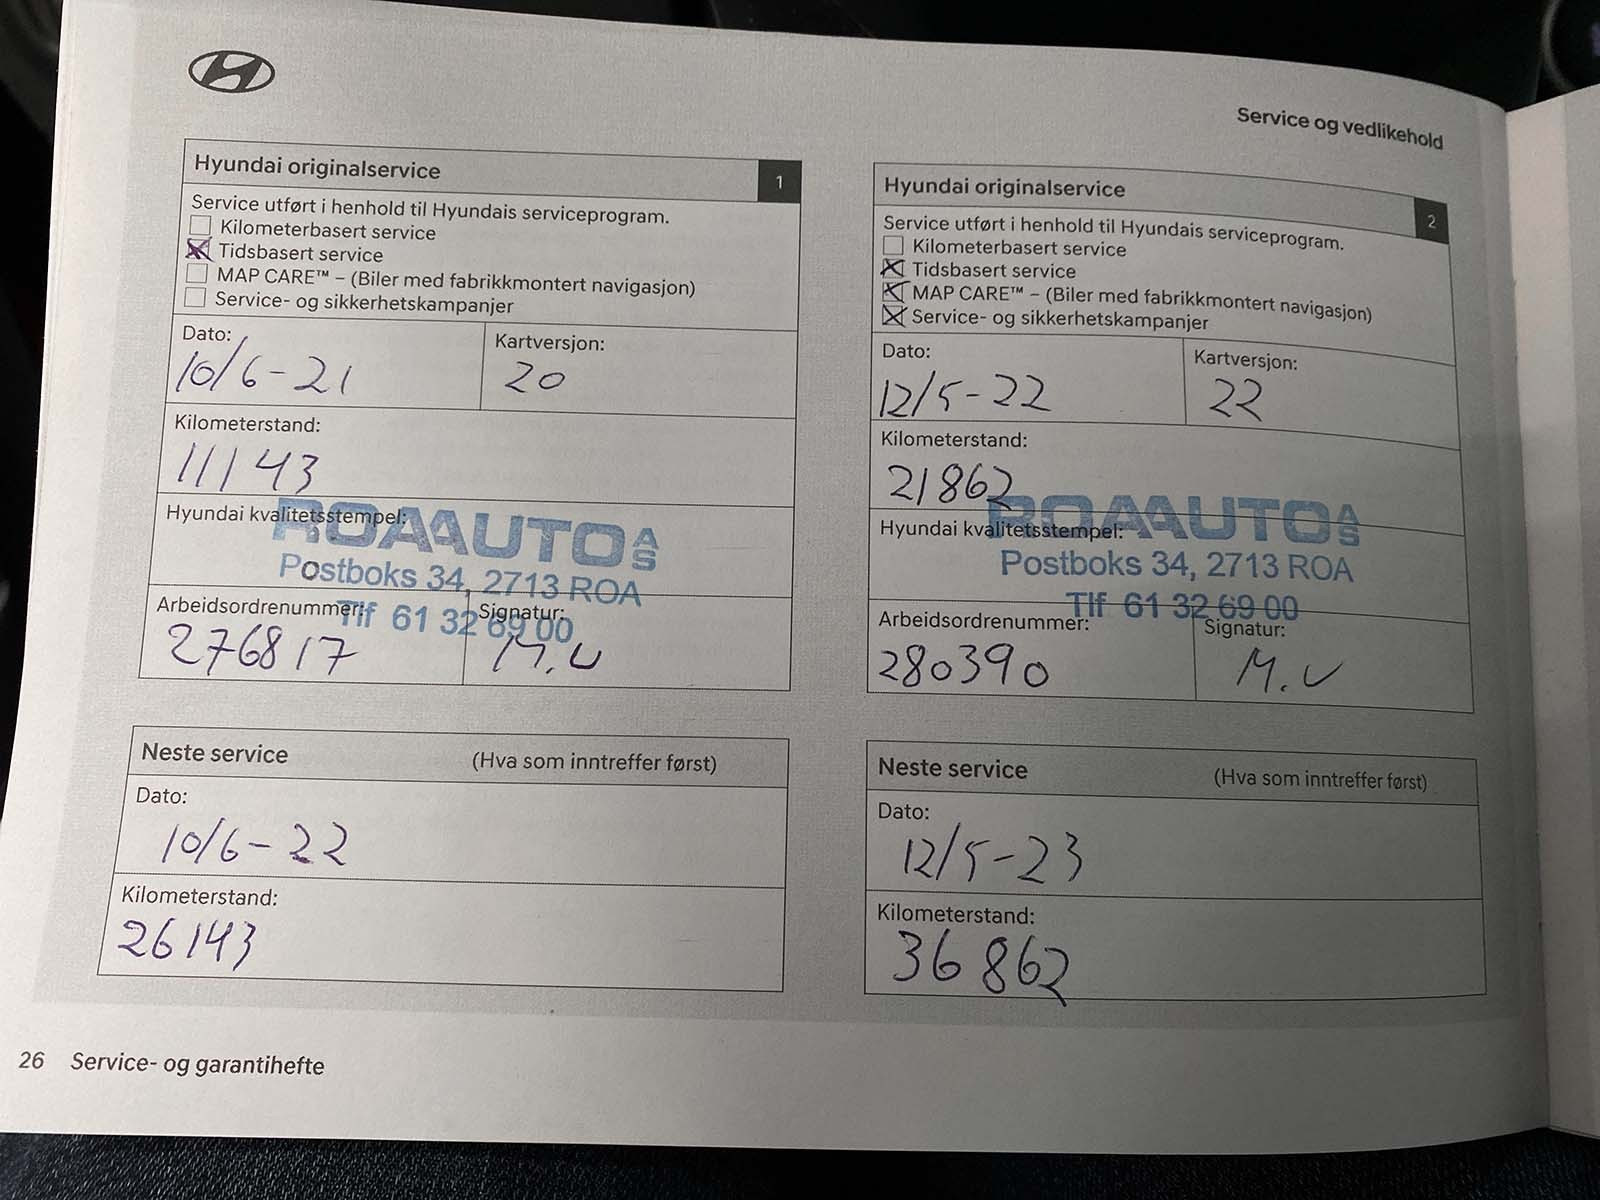 Service og vedlikehold
Hyundai originalservice 1
Service utført i henhold til Hyundais serviceprogram.
Kilometerbasert service
Tidsbasert service
MAP CARE™ – (Biler med fabrikkmontert navigasjon)
Service- og sikkerhetskampanjer
Dato: Kartversjon:
10/6-21 20
Kilometerstand:
11143
Hyundai kvalitetsstempel:
ROA AUTO AS
Postboks 34, 2713 ROA
Tlf 61 32 69 00
Arbeidsordrenummer: Signatur:
276817 M.U
Neste service (Hva som inntreffer først)
Dato:
10/6-22
Kilometerstand:
26143
Hyundai originalservice 2
Service utført i henhold til Hyundais serviceprogram.
Kilometerbasert service
Tidsbasert service
MAP CARE™ – (Biler med fabrikkmontert navigasjon)
Service- og sikkerhetskampanjer
Dato: Kartversjon:
12/5-22 22
Kilometerstand:
21862
Hyundai kvalitetsstempel:
ROA AUTO AS
Postboks 34, 2713 ROA
Tlf 61 32 69 00
Arbeidsordrenummer: Signatur:
280390 M.U
Neste service (Hva som inntreffer først)
Dato:
12/5-23
Kilometerstand:
36862
26 Service- og garantihefte